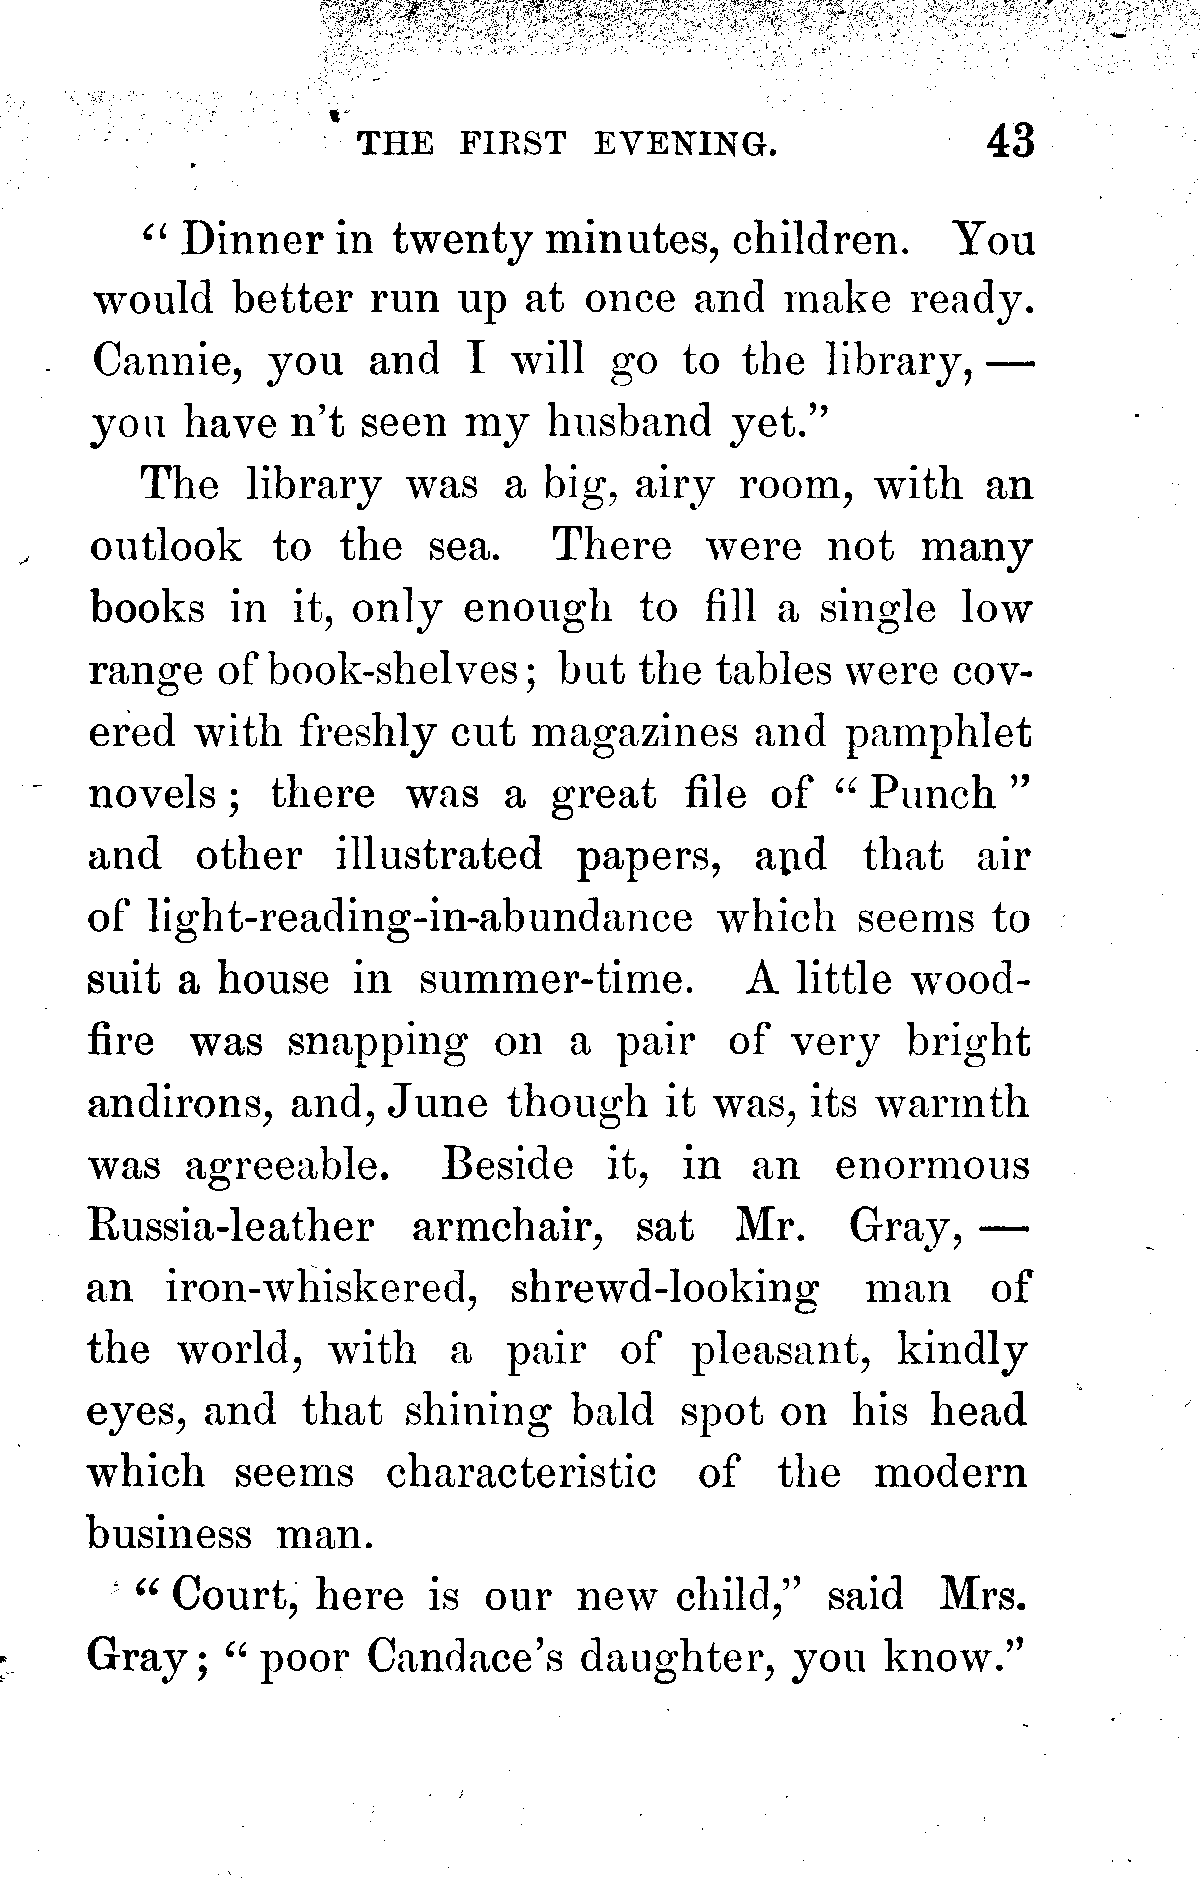 THE FIRST EVENING. 43
“ Dinner in twenty minutes, children. You
would better run up at once and make ready.
Cannie, you and I will go to the library, —
you have n’t seen my husband yet.”
The library was a big, airy room, with an
outlook to the sea. There were not many
books in it, only enough to fill a single low
range of book-shelves; but the tables were cov-
ered with freshly cut magazines and pamphlet
novels ; there was a great file of “ Punch ”
and other illustrated papers, and that air
of light-reading-in-abundance which seems to
suit a house in summer-time. A little wood-
fire was snapping on a pair of very bright
andirons, and, June though it was, its warmth
was agreeable. Beside it, in an enormous
Russia-leather armchair, sat Mr. Gray, —
an iron-whiskered, shrewd-looking man of
the world, with a pair of pleasant, kindly
eyes, and that shining bald spot on his head
which seems characteristic of the modern
business man.
“ Court, here is our new child,” said Mrs.
Gray ; “ poor Candace’s daughter, you know.”